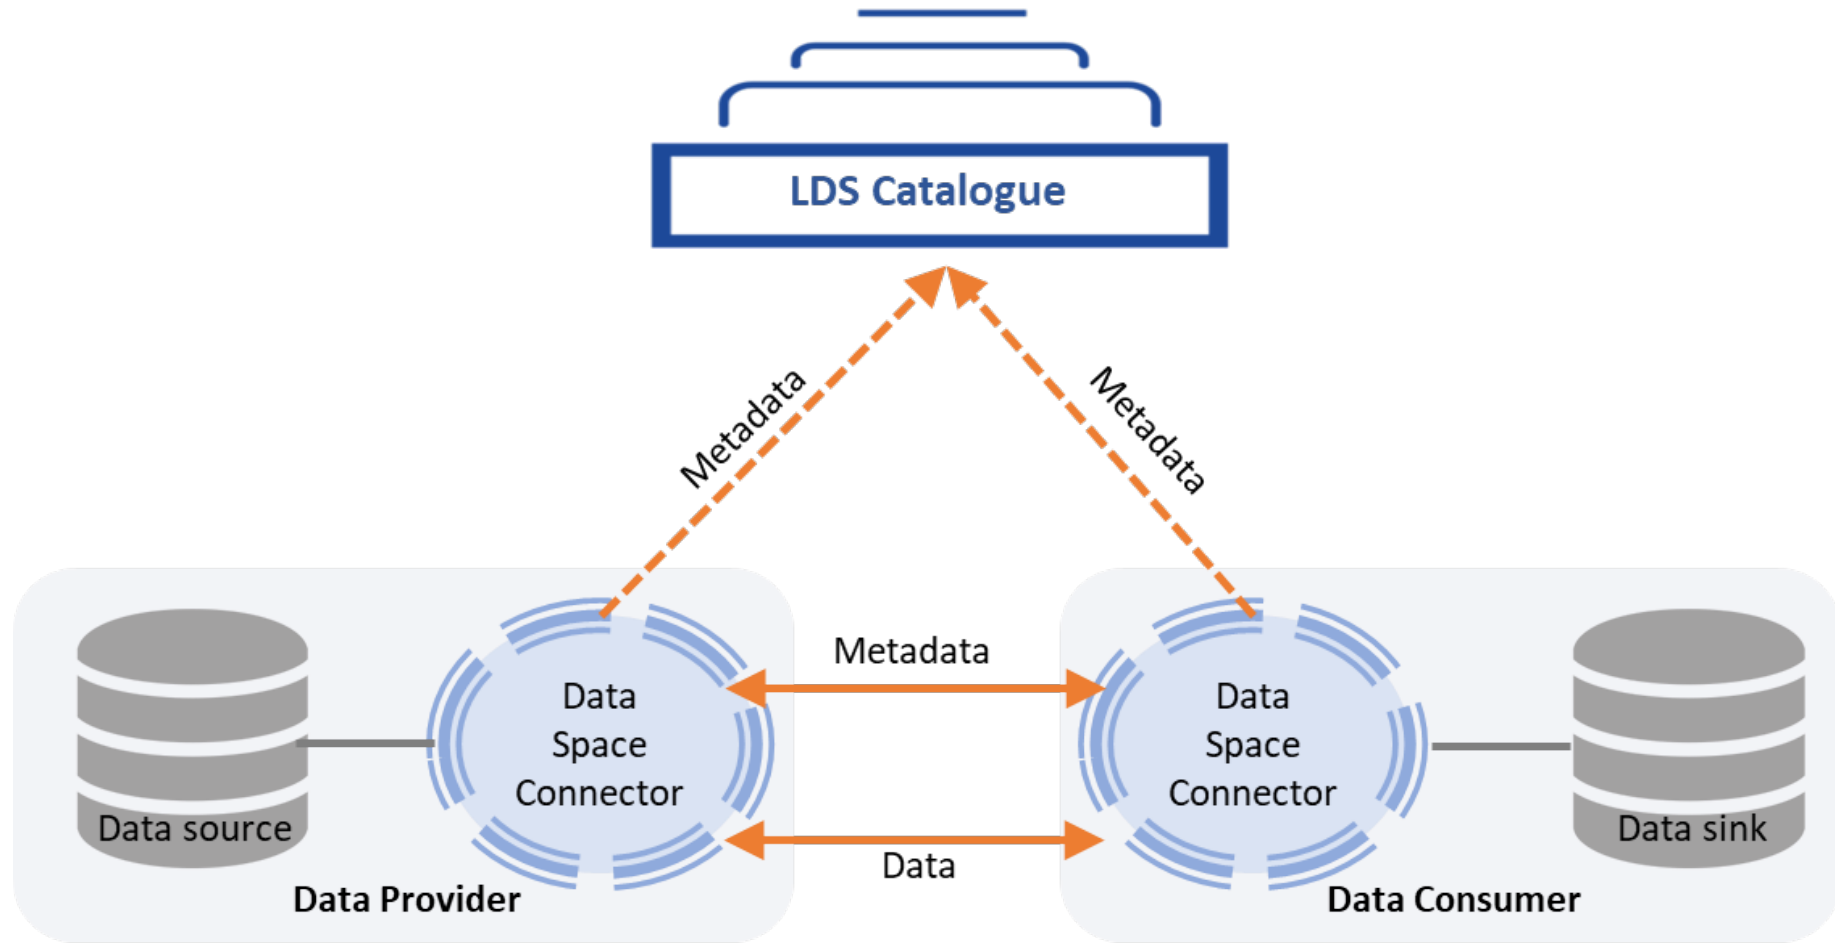 LDS Catalogue
Metadata
Metadata
Metadata
Data
Space
Connector
Data
Space
Connector
Data source
Data sink
Data
Data Provider
Data Consumer